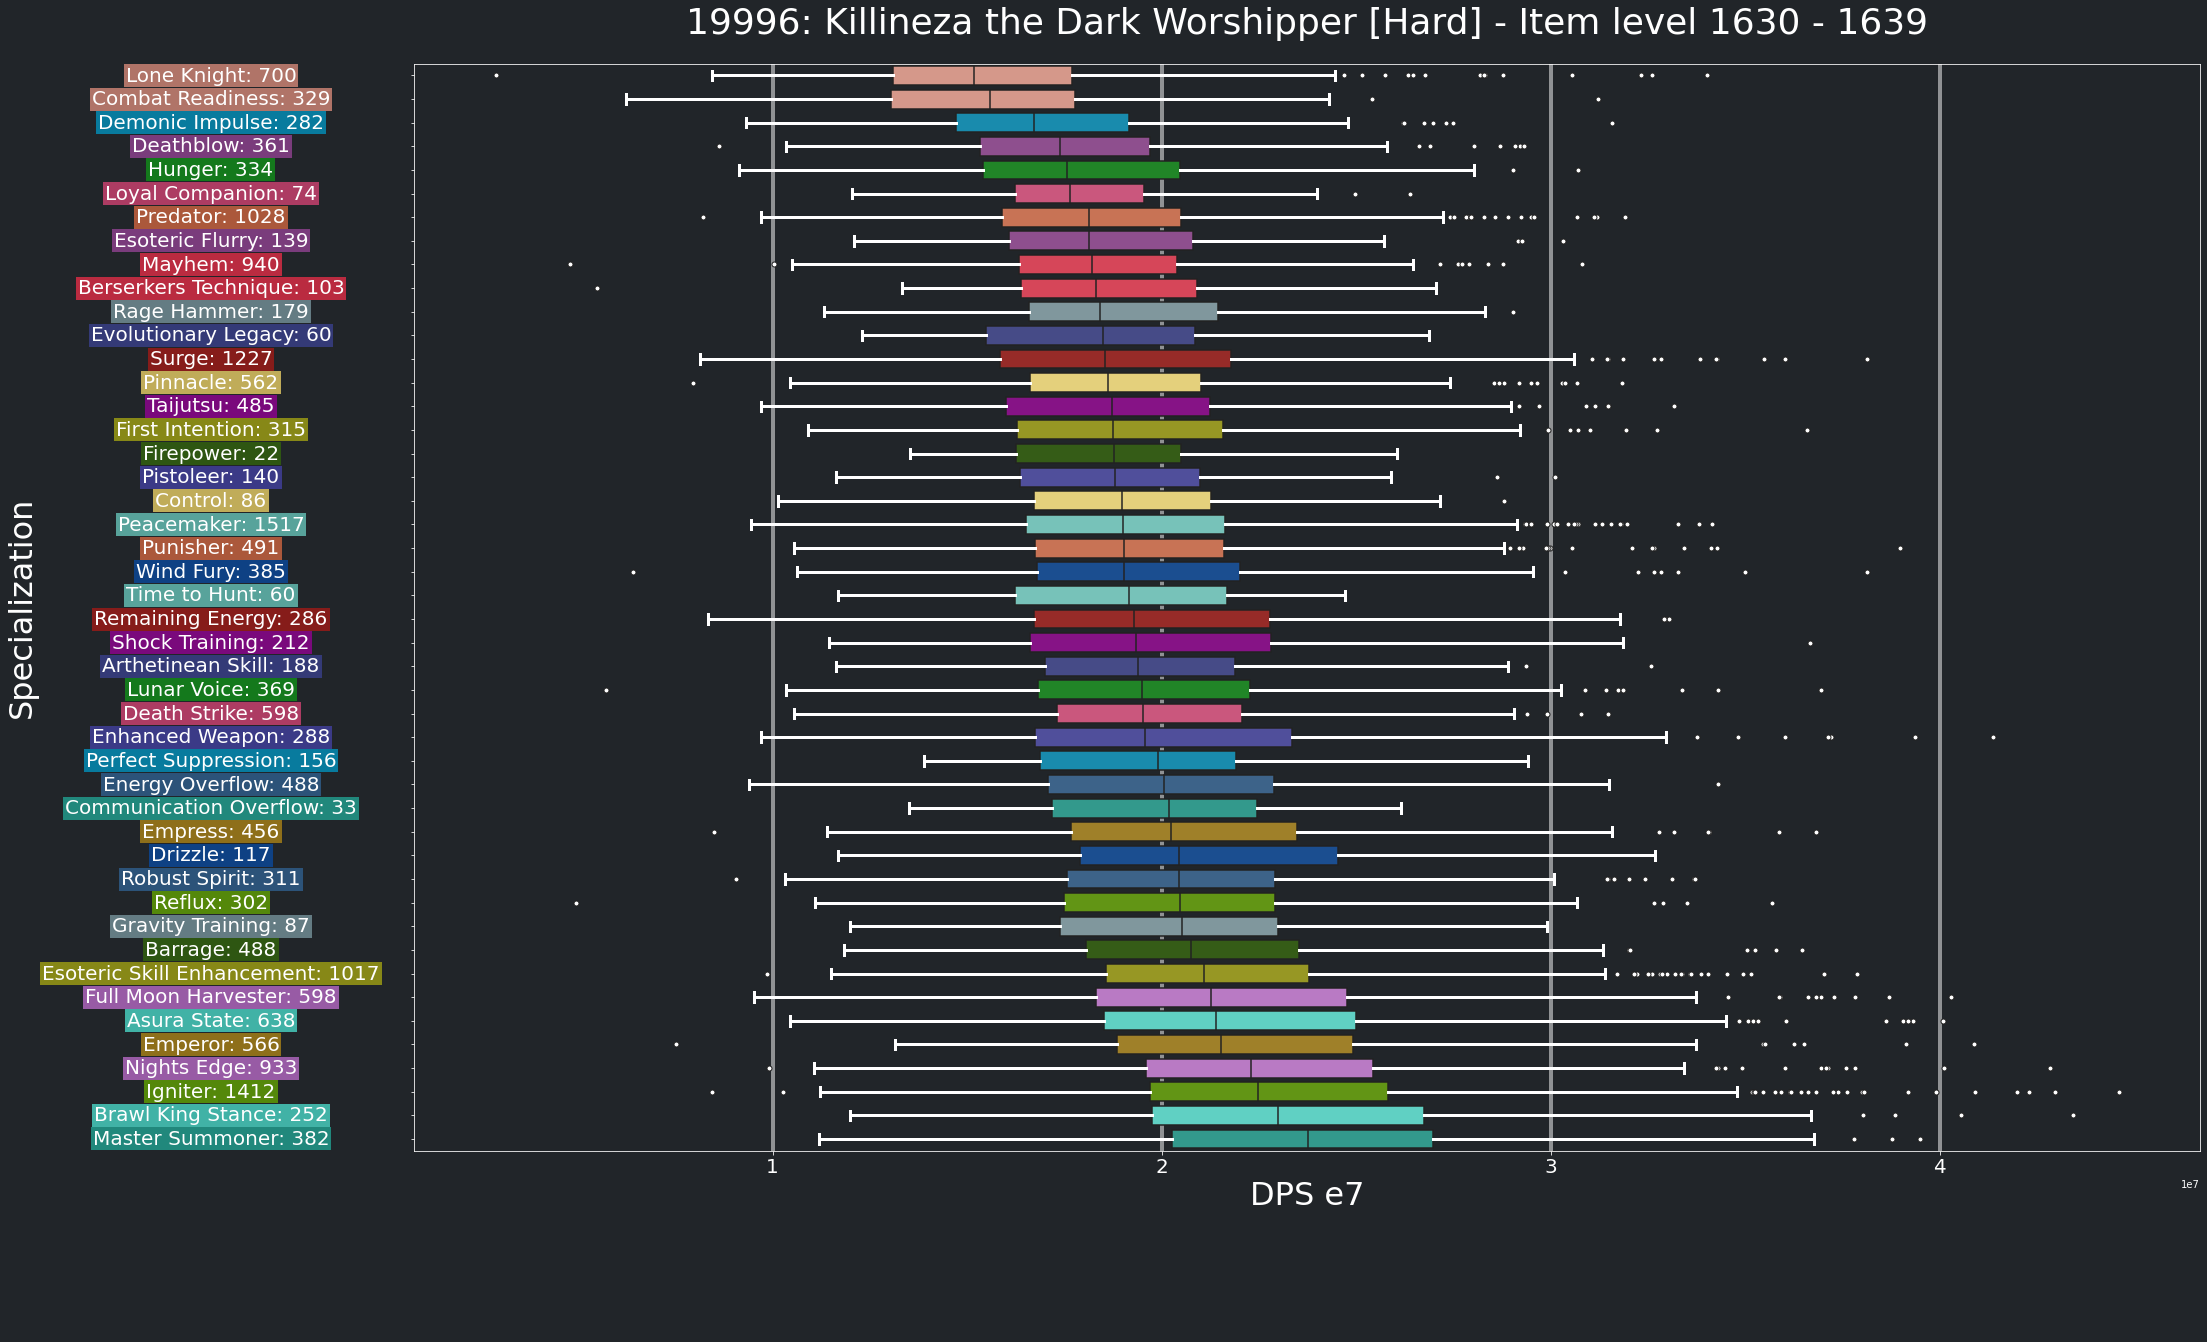 19996: Killineza the Dark Worshipper [Hard] - Item level 1630 - 1639
Specialization
Lone Knight: 700
Combat Readiness: 329
Demonic Impulse: 282
Deathblow: 361
Hunger: 334
Loyal Companion: 74
Predator: 1028
Esoteric Flurry: 139
Mayhem: 940
Berserkers Technique: 103
Rage Hammer: 179
Evolutionary Legacy: 60
Surge: 1227
Pinnacle: 562
Taijutsu: 485
First Intention: 315
Firepower: 22
Pistoleer: 140
Control: 86
Peacemaker: 1517
Punisher: 491
Wind Fury: 385
Time to Hunt: 60
Remaining Energy: 286
Shock Training: 212
Arthetinean Skill: 188
Lunar Voice: 369
Death Strike: 598
Enhanced Weapon: 288
Perfect Suppression: 156
Energy Overflow: 488
Communication Overflow: 33
Empress: 456
Drizzle: 117
Robust Spirit: 311
Reflux: 302
Gravity Training: 87
Barrage: 488
Esoteric Skill Enhancement: 1017
Full Moon Harvester: 598
Asura State: 638
Emperor: 566
Nights Edge: 933
Igniter: 1412
Brawl King Stance: 252
Master Summoner: 382
1 2 3 4
DPS e7
1e7